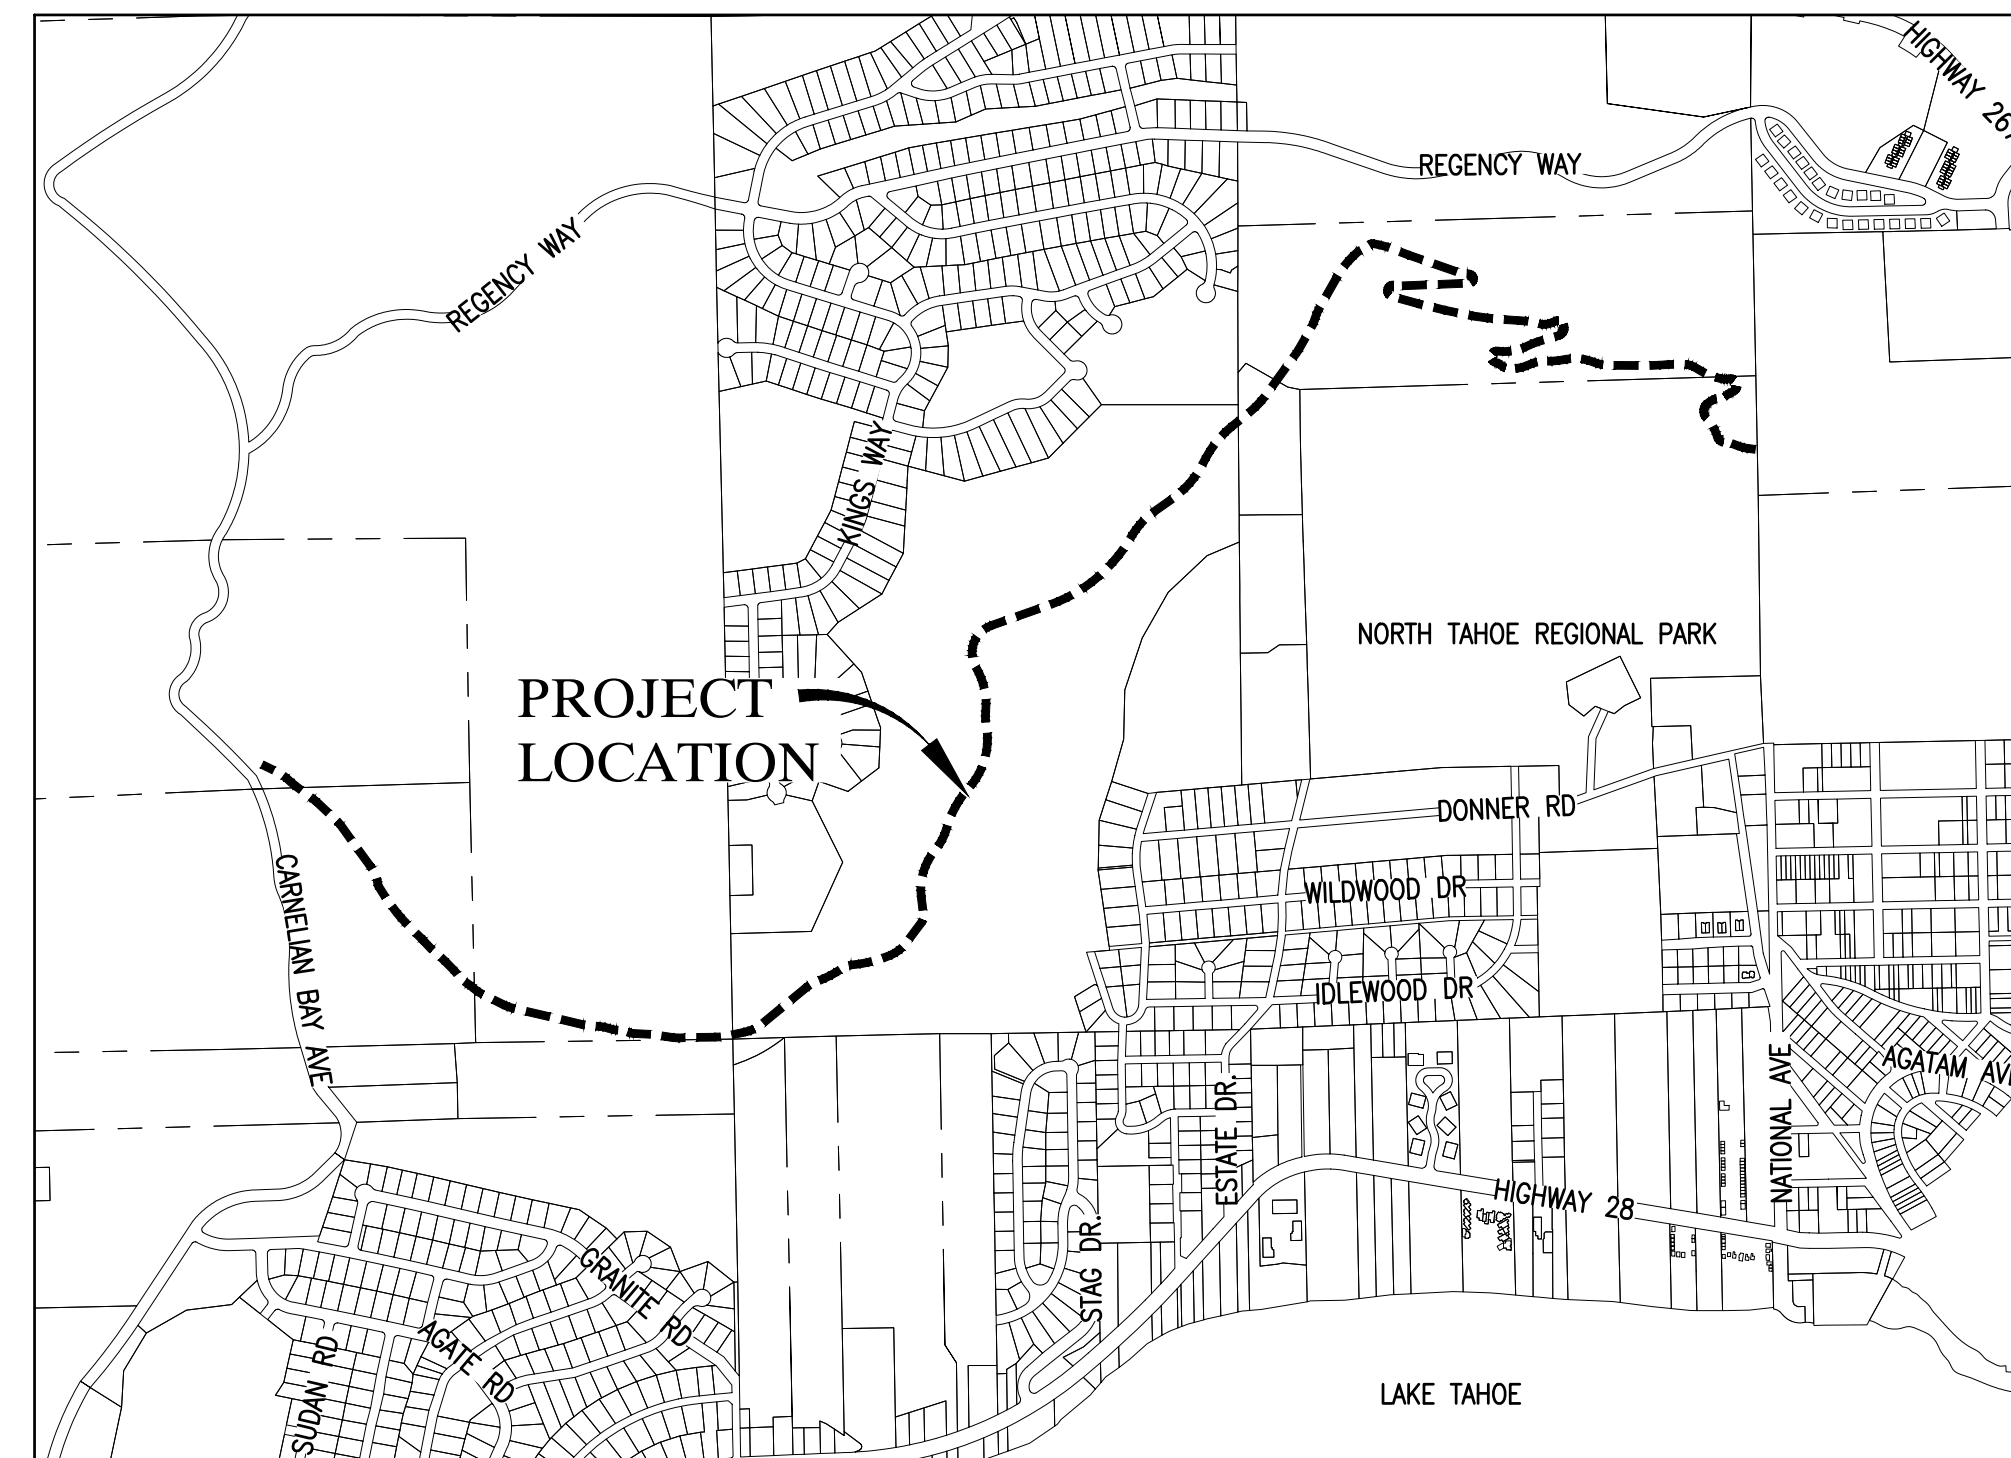 HIGHWAY 267
REGENCY WAY
REGENCY WAY
KINGS WAY
NORTH TAHOE REGIONAL PARK
PROJECT
LOCATION
DONNER RD
CARNELIAN BAY AVE
WILDWOOD DR
IDLEWOOD DR
AGATAM AVE
NATIONAL AVE
ESTATE DR.
HIGHWAY 28
STAG DR.
GRANITE RD
AGATE RD
SUDAN RD
LAKE TAHOE